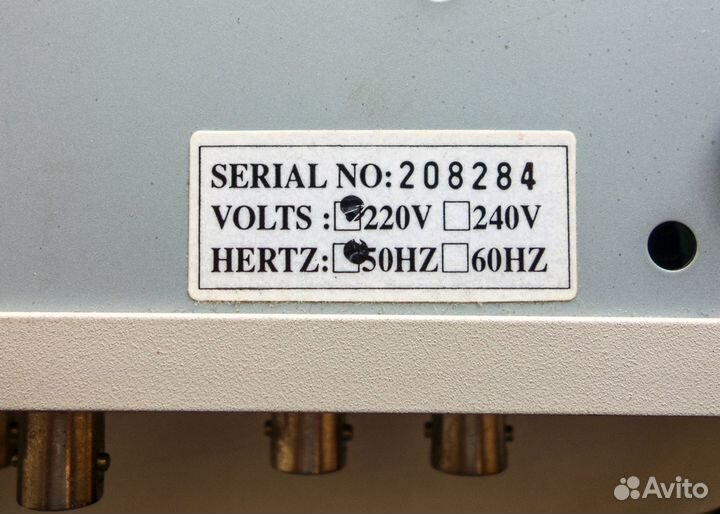 SERIAL NO: 208284
VOLTS : 220V 240V
HERTZ: 50HZ 60HZ
Avito